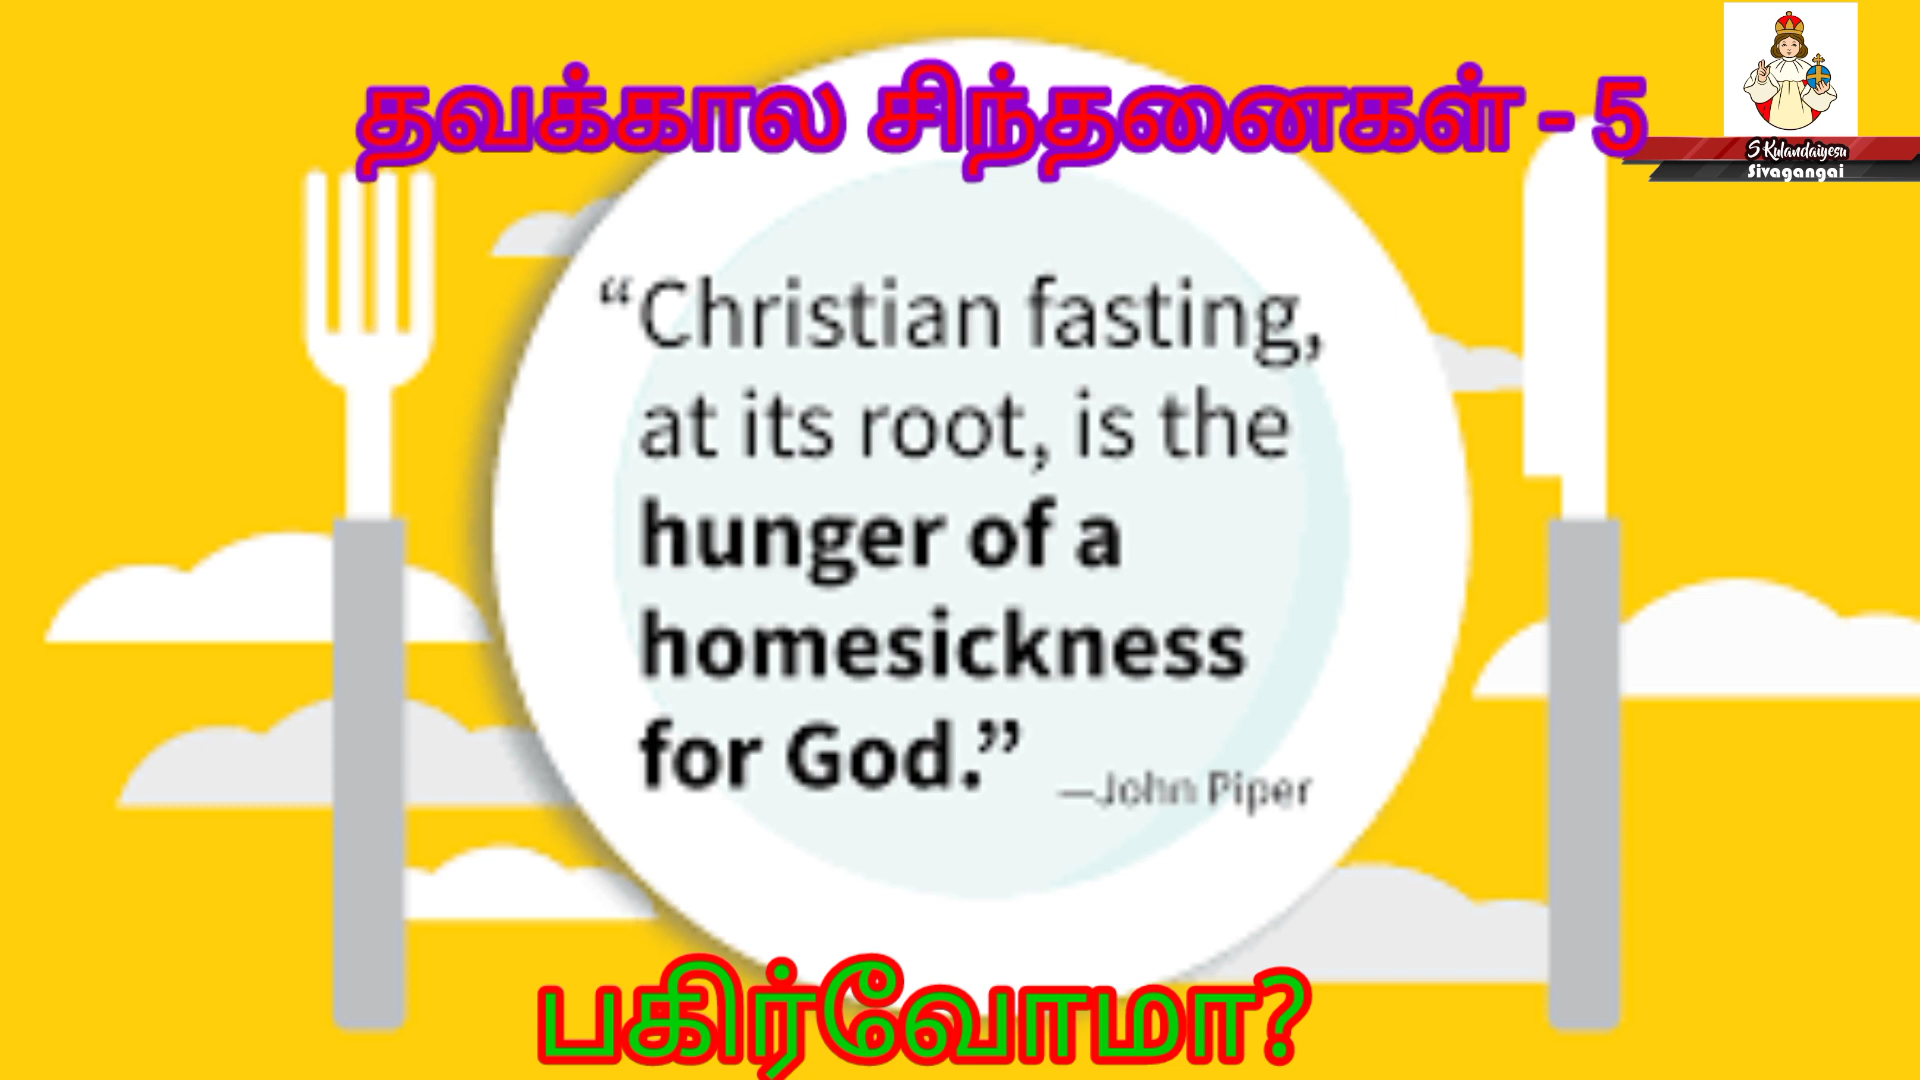 தவக்கால சிந்தனைகள் - 5
S Kulandaiyesu
Sivagangai
“Christian fasting,
at its root, is the
hunger of a
homesickness
for God.”
—John Piper
பகிர்வோமா?